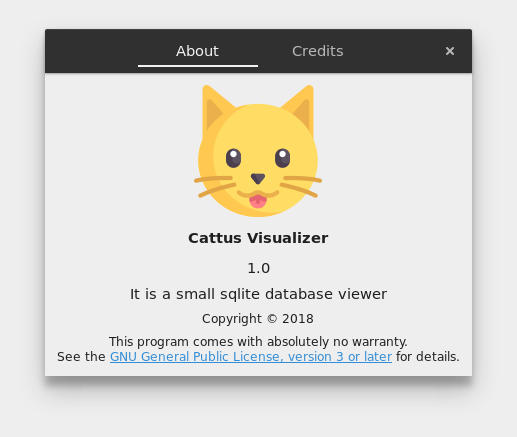 About Credits ×
Cattus Visualizer
1.0
It is a small sqlite database viewer
Copyright © 2018
This program comes with absolutely no warranty.
See the GNU General Public License, version 3 or later for details.